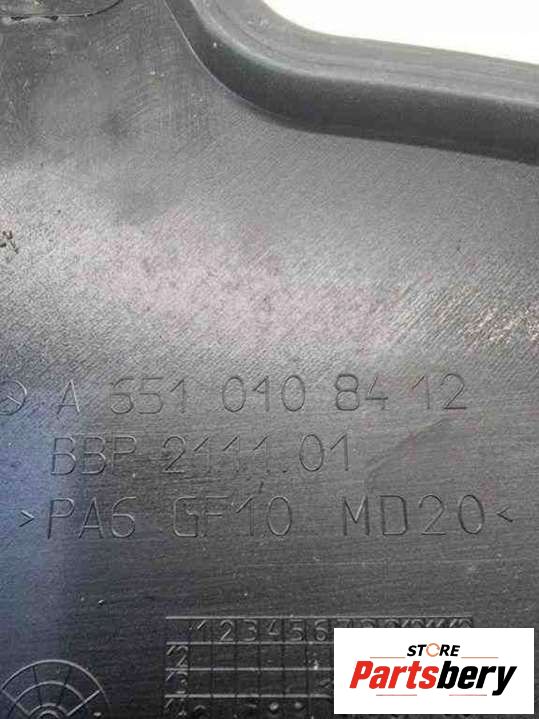 A 651 010 84 12
BBP 2111.01
>PA6 GF10 MD20<
STORE
Partsbery